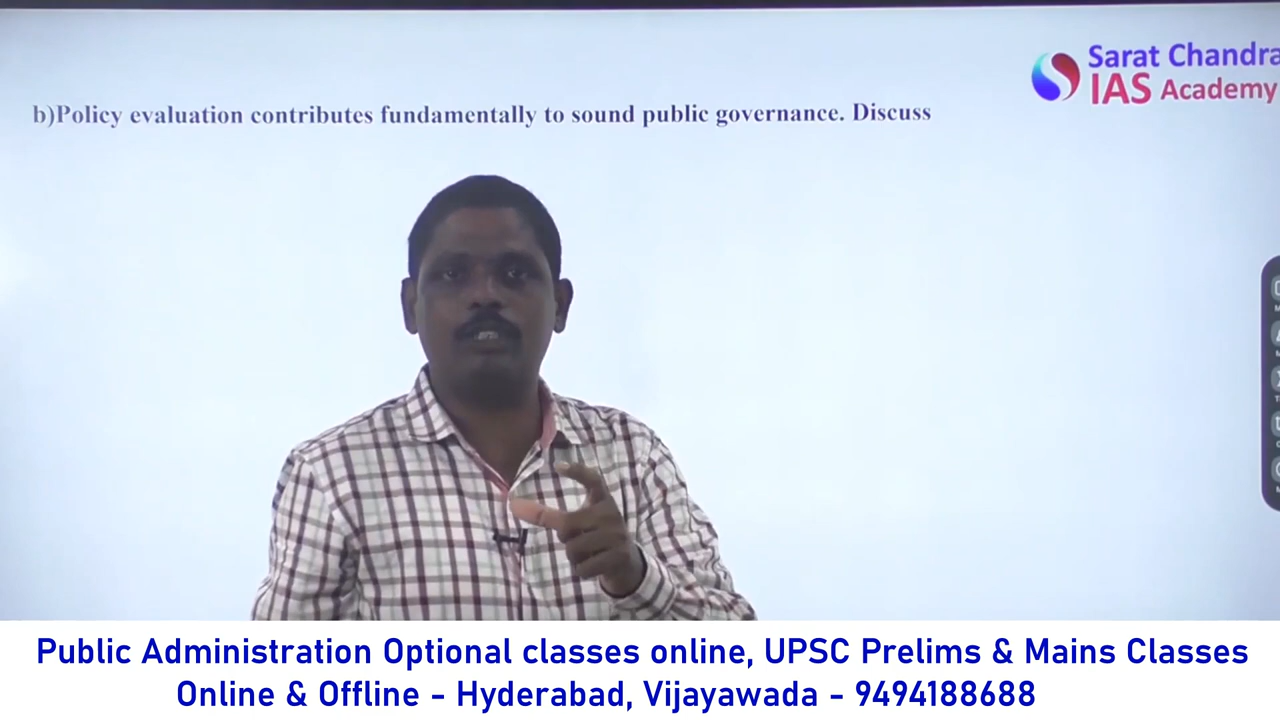 Sarat Chandra
IAS Academy
b)Policy evaluation contributes fundamentally to sound public governance. Discuss
Public Administration Optional classes online, UPSC Prelims & Mains Classes
Online & Offline - Hyderabad, Vijayawada - 9494188688